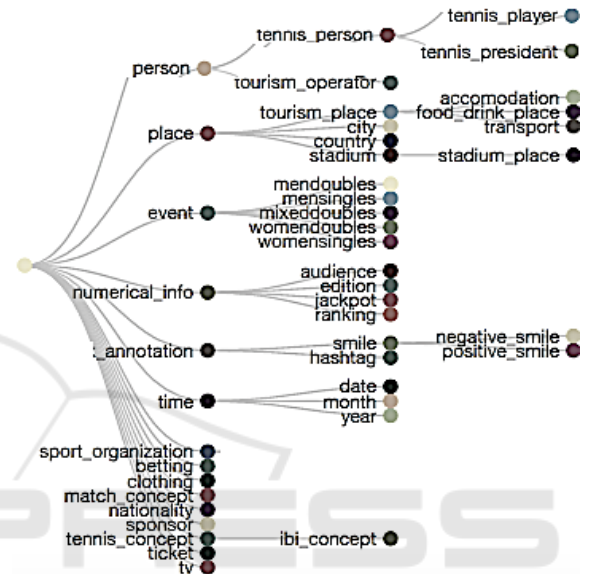 tennis_player
tennis_person
tennis_president
person
tourism_operator
accomodation
tourism_place
food_drink_place
city
transport
place
country
stadium
stadium_place
mendoubles
mensingles
event
mixeddoubles
womendoubles
womensingles
audience
edition
numerical_info
jackpot
ranking
negative_smile
smile
_annotation
positive_smile
hashtag
date
time
month
year
sport_organization
betting
clothing
match_concept
nationality
sponsor
tennis_concept
ibi_concept
ticket
tv
PRESS